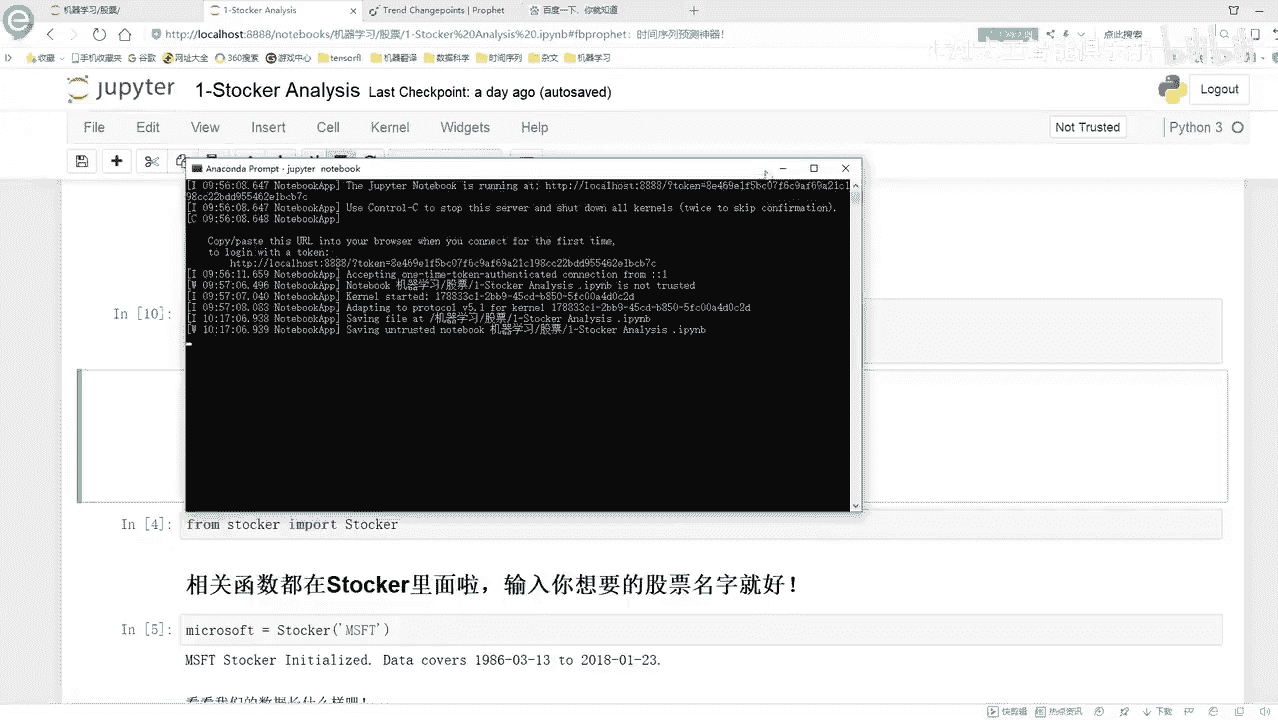 机器学习/股票/
1-Stocker Analysis
Trend Changepoints | Prophet
百度一下，你就知道
http://localhost:8888/notebooks/机器学习/股票/1-Stocker%20Analysis%20.ipynb#fbprophet：时间序列预测神器！
点此搜索
收藏 手机收藏夹 谷歌 网址大全 360搜索 游戏中心 tensorfl 机器翻译 数据科学 时间序列 杂文 机器学习
jupyter 1-Stocker Analysis Last Checkpoint: a day ago (autosaved)
Logout
File Edit View Insert Cell Kernel Widgets Help
Not Trusted
Python 3
Anaconda Prompt - jupyter notebook
[I 09:56:08.647 NotebookApp] The Jupyter Notebook is running at: http://localhost:8888/?token=8e469e1f5bc07f6c9af69a21c1
98cc22bdd955462e1bcb7c
[I 09:56:08.647 NotebookApp] Use Control-C to stop this server and shut down all kernels (twice to skip confirmation).
[C 09:56:08.648 NotebookApp]
Copy/paste this URL into your browser when you connect for the first time,
to login with a token:
http://localhost:8888/?token=8e469e1f5bc07f6c9af69a21c198cc22bdd955462e1bcb7c
[I 09:56:11.659 NotebookApp] Accepting one-time-token-authenticated connection from ::1
[W 09:57:06.496 NotebookApp] Notebook 机器学习/股票/1-Stocker Analysis .ipynb is not trusted
[I 09:57:07.040 NotebookApp] Kernel started: 178833c1-2bb9-45cd-b850-5fc00a4d0c2d
[I 09:57:08.083 NotebookApp] Adapting to protocol v5.1 for kernel 178833c1-2bb9-45cd-b850-5fc00a4d0c2d
[I 10:17:06.938 NotebookApp] Saving file at /机器学习/股票/1-Stocker Analysis .ipynb
[W 10:17:06.939 NotebookApp] Saving untrusted notebook 机器学习/股票/1-Stocker Analysis .ipynb
In [10]:
In [4]: from stocker import Stocker
相关函数都在Stocker里面啦，输入你想要的股票名字就好！
In [5]: microsoft = Stocker('MSFT')
MSFT Stocker Initialized. Data covers 1986-03-13 to 2018-01-23.
看看我们的数据长什么样吧！
快剪辑 热点资讯 下载